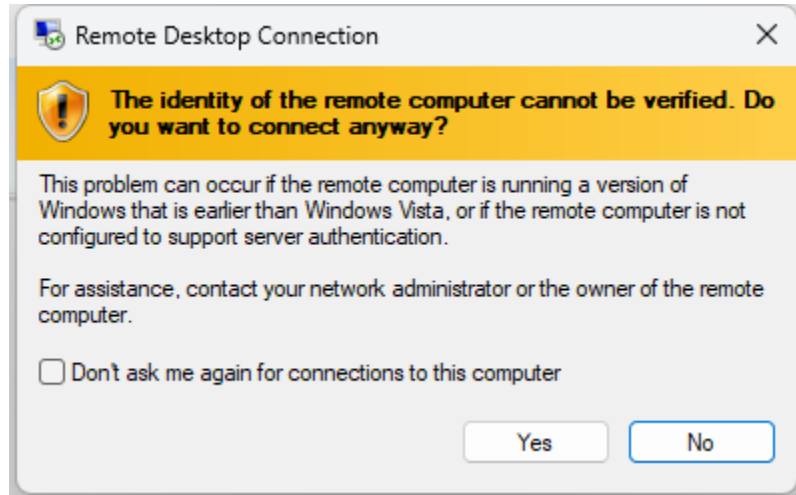 Remote Desktop Connection
The identity of the remote computer cannot be verified. Do
you want to connect anyway?
This problem can occur if the remote computer is running a version of
Windows that is earlier than Windows Vista, or if the remote computer is not
configured to support server authentication.
For assistance, contact your network administrator or the owner of the remote
computer.
Don't ask me again for connections to this computer
Yes No